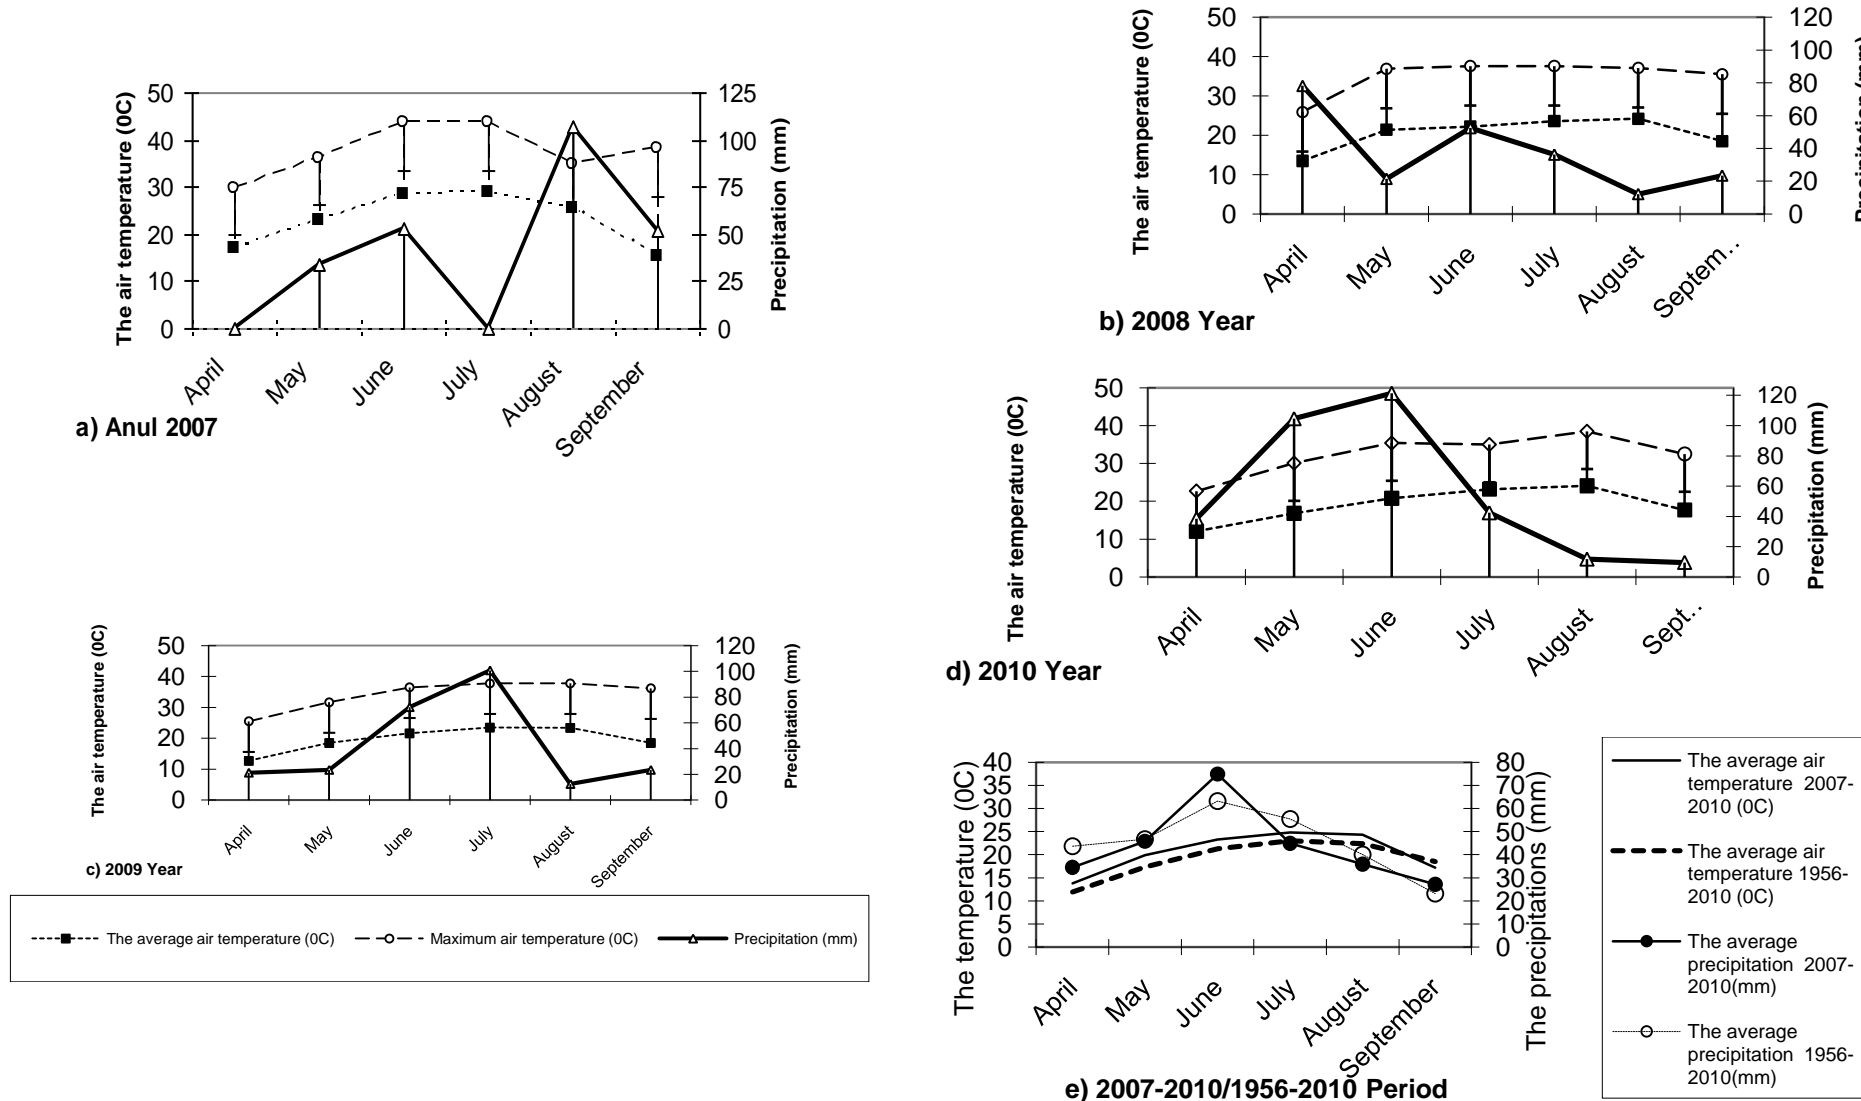 The air temperature (0C)
50
40
30
20
10
0
125
100
75
50
25
0
Precipitation (mm)
April
May
June
July
August
September
a) Anul 2007
The air temperature (0C)
50
40
30
20
10
0
120
100
80
60
40
20
0
Precipitation (mm)
April
May
June
July
August
Septem..
b) 2008 Year
The air temperature (0C)
50
40
30
20
10
0
120
100
80
60
40
20
0
Precipitation (mm)
April
May
June
July
August
September
c) 2009 Year
The average air temperature (0C)
Maximum air temperature (0C)
Precipitation (mm)
The air temperature (0C)
50
40
30
20
10
0
120
100
80
60
40
20
0
Precipitation (mm)
April
May
June
July
August
Sept..
d) 2010 Year
The temperature (0C)
40
35
30
25
20
15
10
5
0
80
70
60
50
40
30
20
10
0
The precipitations (mm)
April
May
June
July
August
September
e) 2007-2010/1956-2010 Period
The average air
temperature 2007-
2010 (0C)
The average air
temperature 1956-
2010 (0C)
The average
precipitation 2007-
2010(mm)
The average
precipitation 1956-
2010(mm)